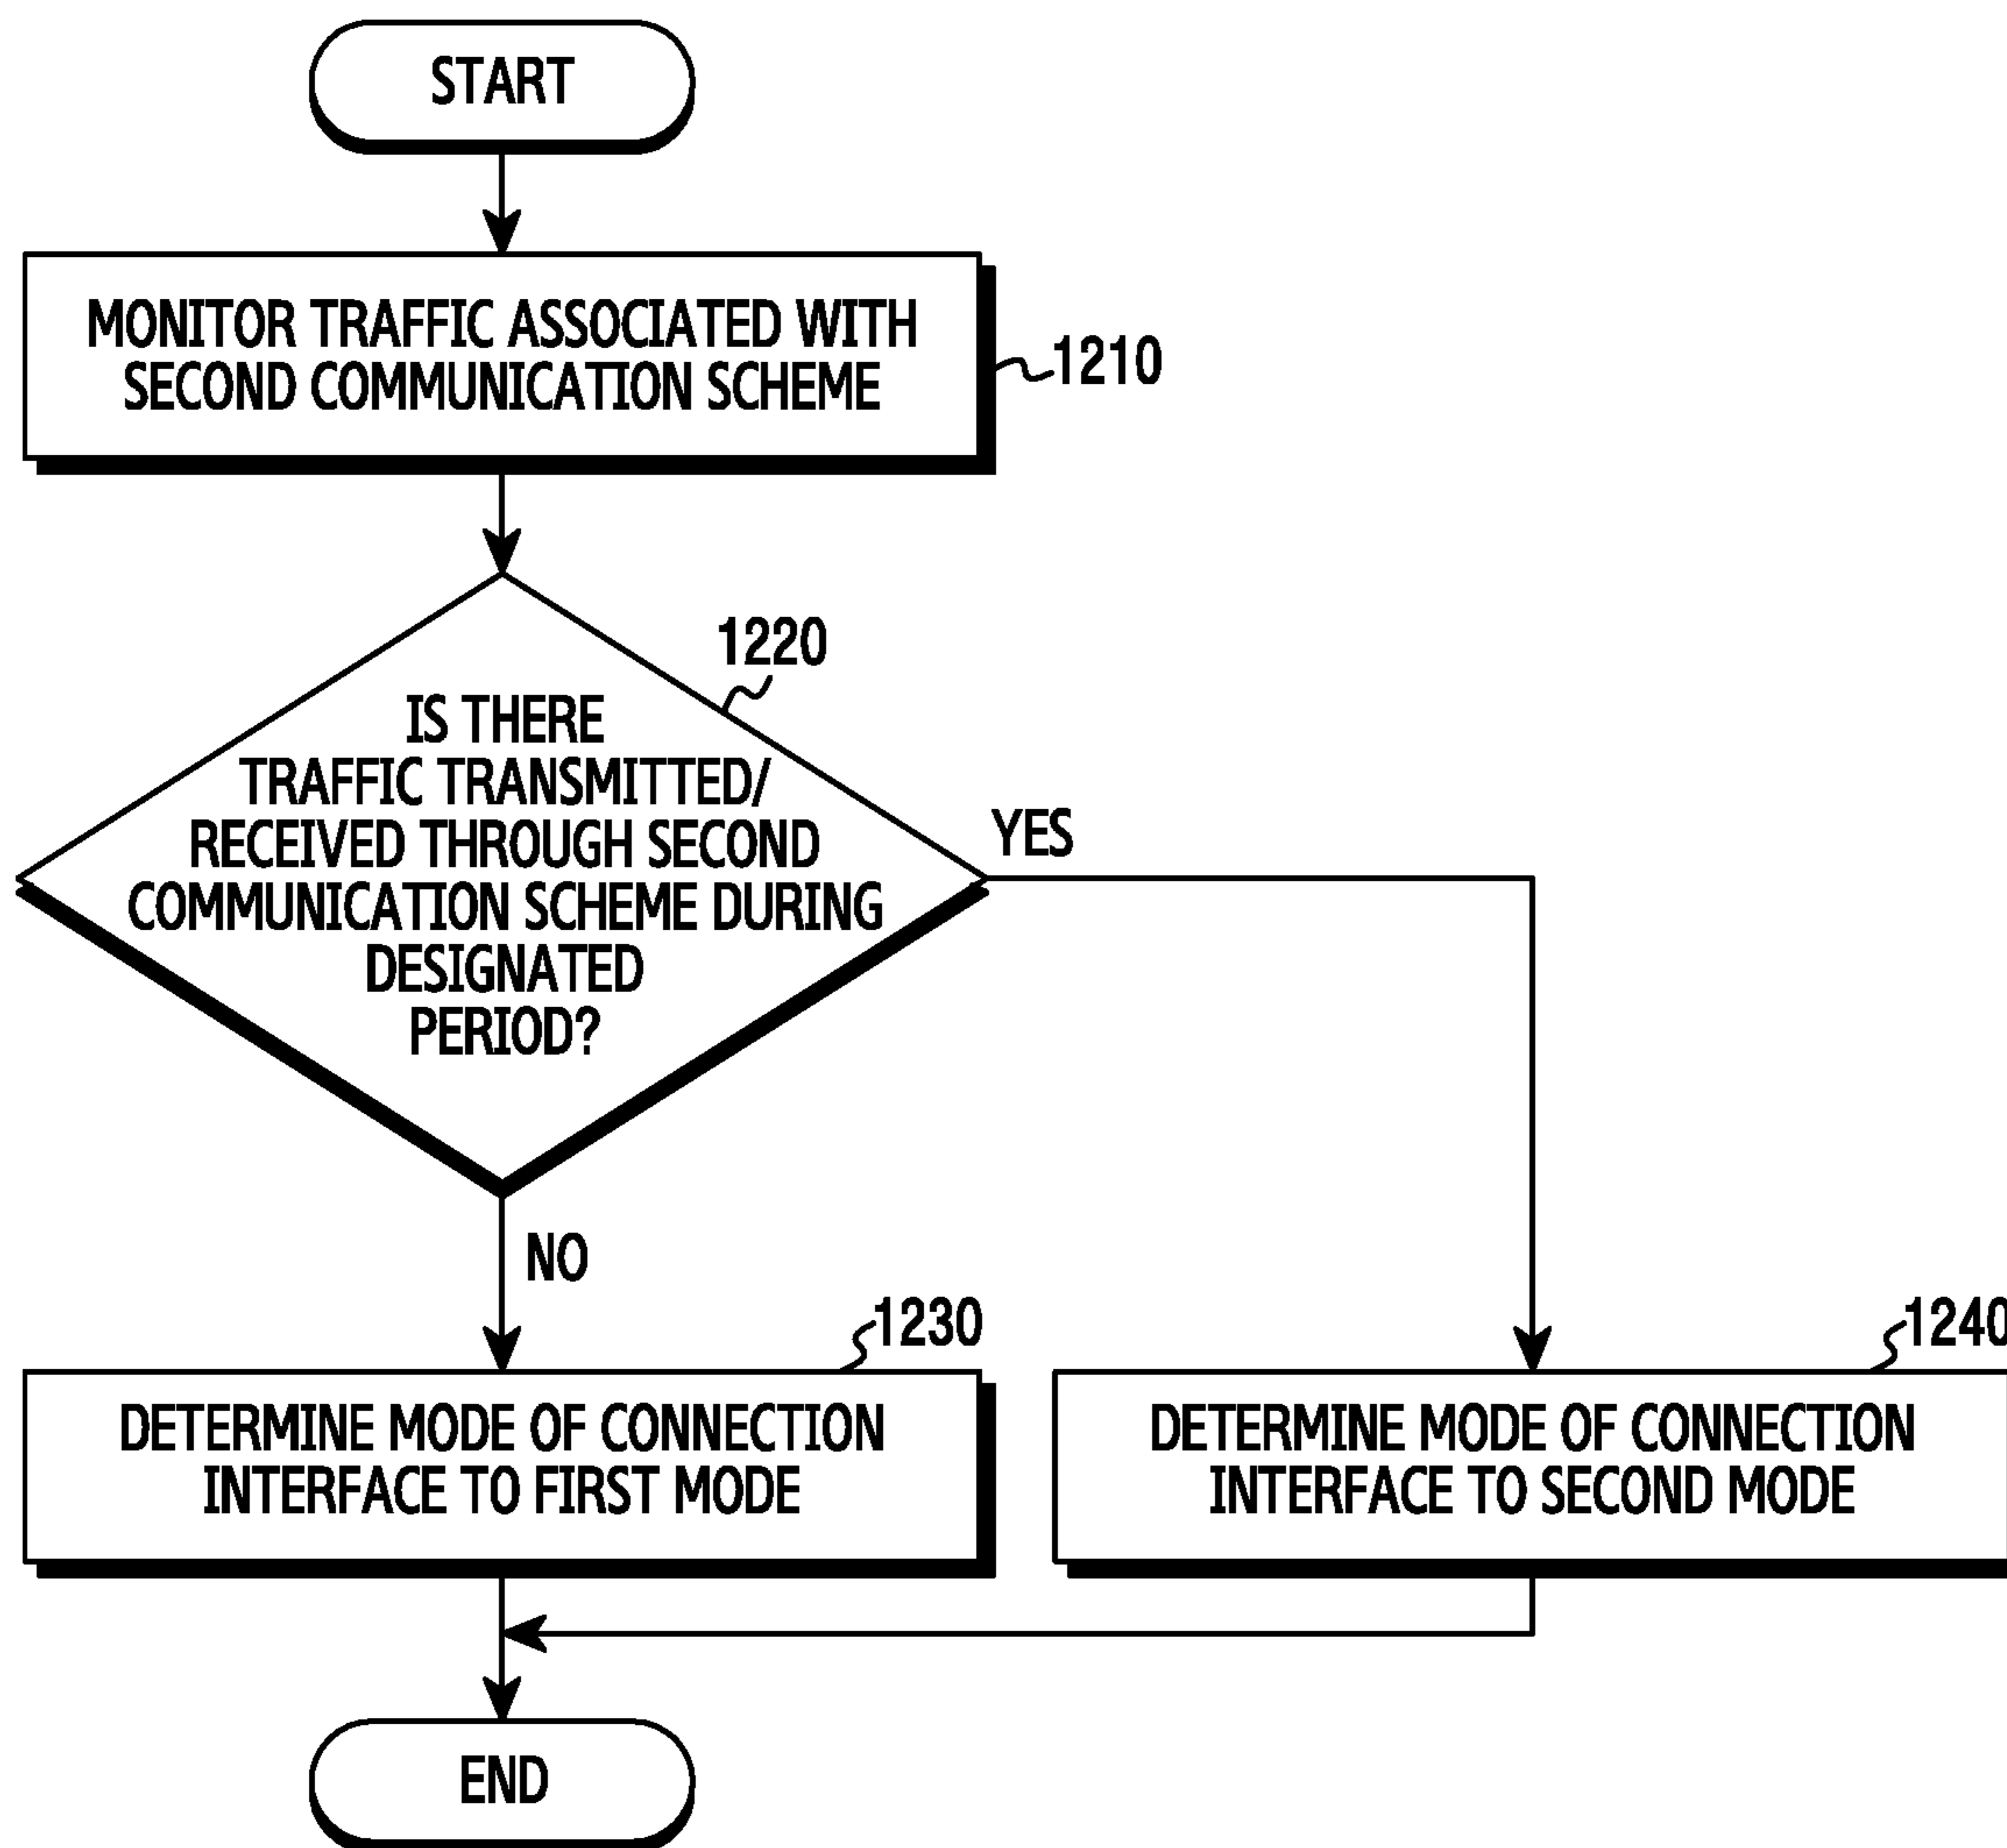 START
MONITOR TRAFFIC ASSOCIATED WITH
SECOND COMMUNICATION SCHEME
1210
1220
IS THERE
TRAFFIC TRANSMITTED/
RECEIVED THROUGH SECOND
COMMUNICATION SCHEME DURING
DESIGNATED
PERIOD?
YES
NO
1230
DETERMINE MODE OF CONNECTION
INTERFACE TO FIRST MODE
1240
DETERMINE MODE OF CONNECTION
INTERFACE TO SECOND MODE
END